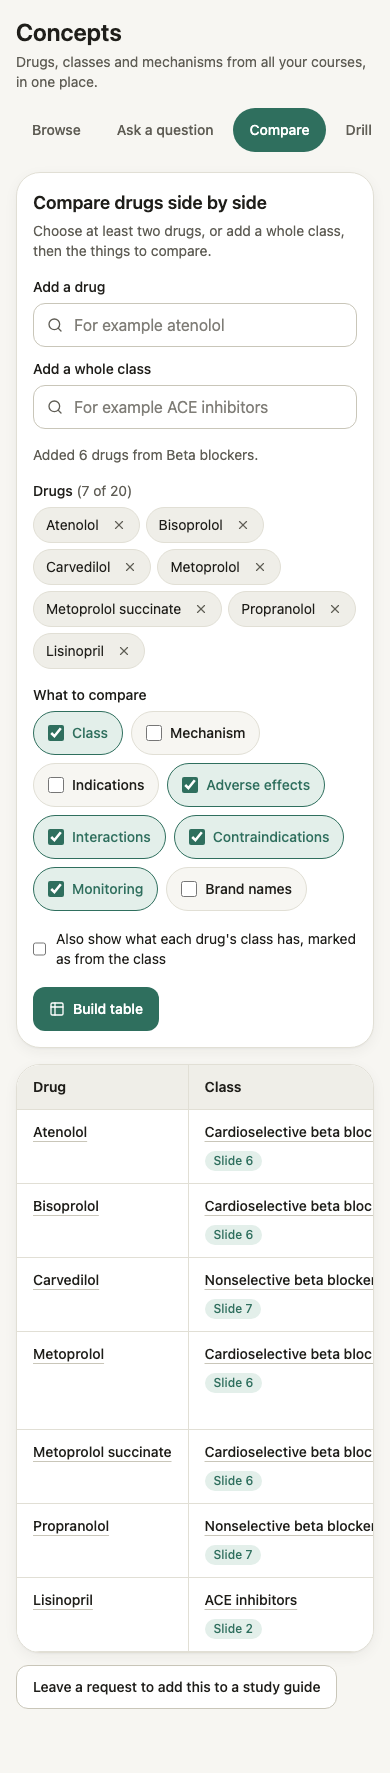 Concepts
Drugs, classes and mechanisms from all your courses,
in one place.
Browse
Ask a question
Compare
Drill
Compare drugs side by side
Choose at least two drugs, or add a whole class,
then the things to compare.
Add a drug
For example atenolol
Add a whole class
For example ACE inhibitors
Added 6 drugs from Beta blockers.
Drugs (7 of 20)
Atenolol × Bisoprolol ×
Carvedilol × Metoprolol ×
Metoprolol succinate × Propranolol ×
Lisinopril ×
What to compare
Class Mechanism
Indications Adverse effects
Interactions Contraindications
Monitoring Brand names
Also show what each drug's class has, marked
as from the class
Build table
Drug Class
Atenolol Cardioselective beta bloc
Slide 6
Bisoprolol Cardioselective beta bloc
Slide 6
Carvedilol Nonselective beta blocker
Slide 7
Metoprolol Cardioselective beta bloc
Slide 6
Metoprolol succinate Cardioselective beta bloc
Slide 6
Propranolol Nonselective beta blocker
Slide 7
Lisinopril ACE inhibitors
Slide 2
Leave a request to add this to a study guide